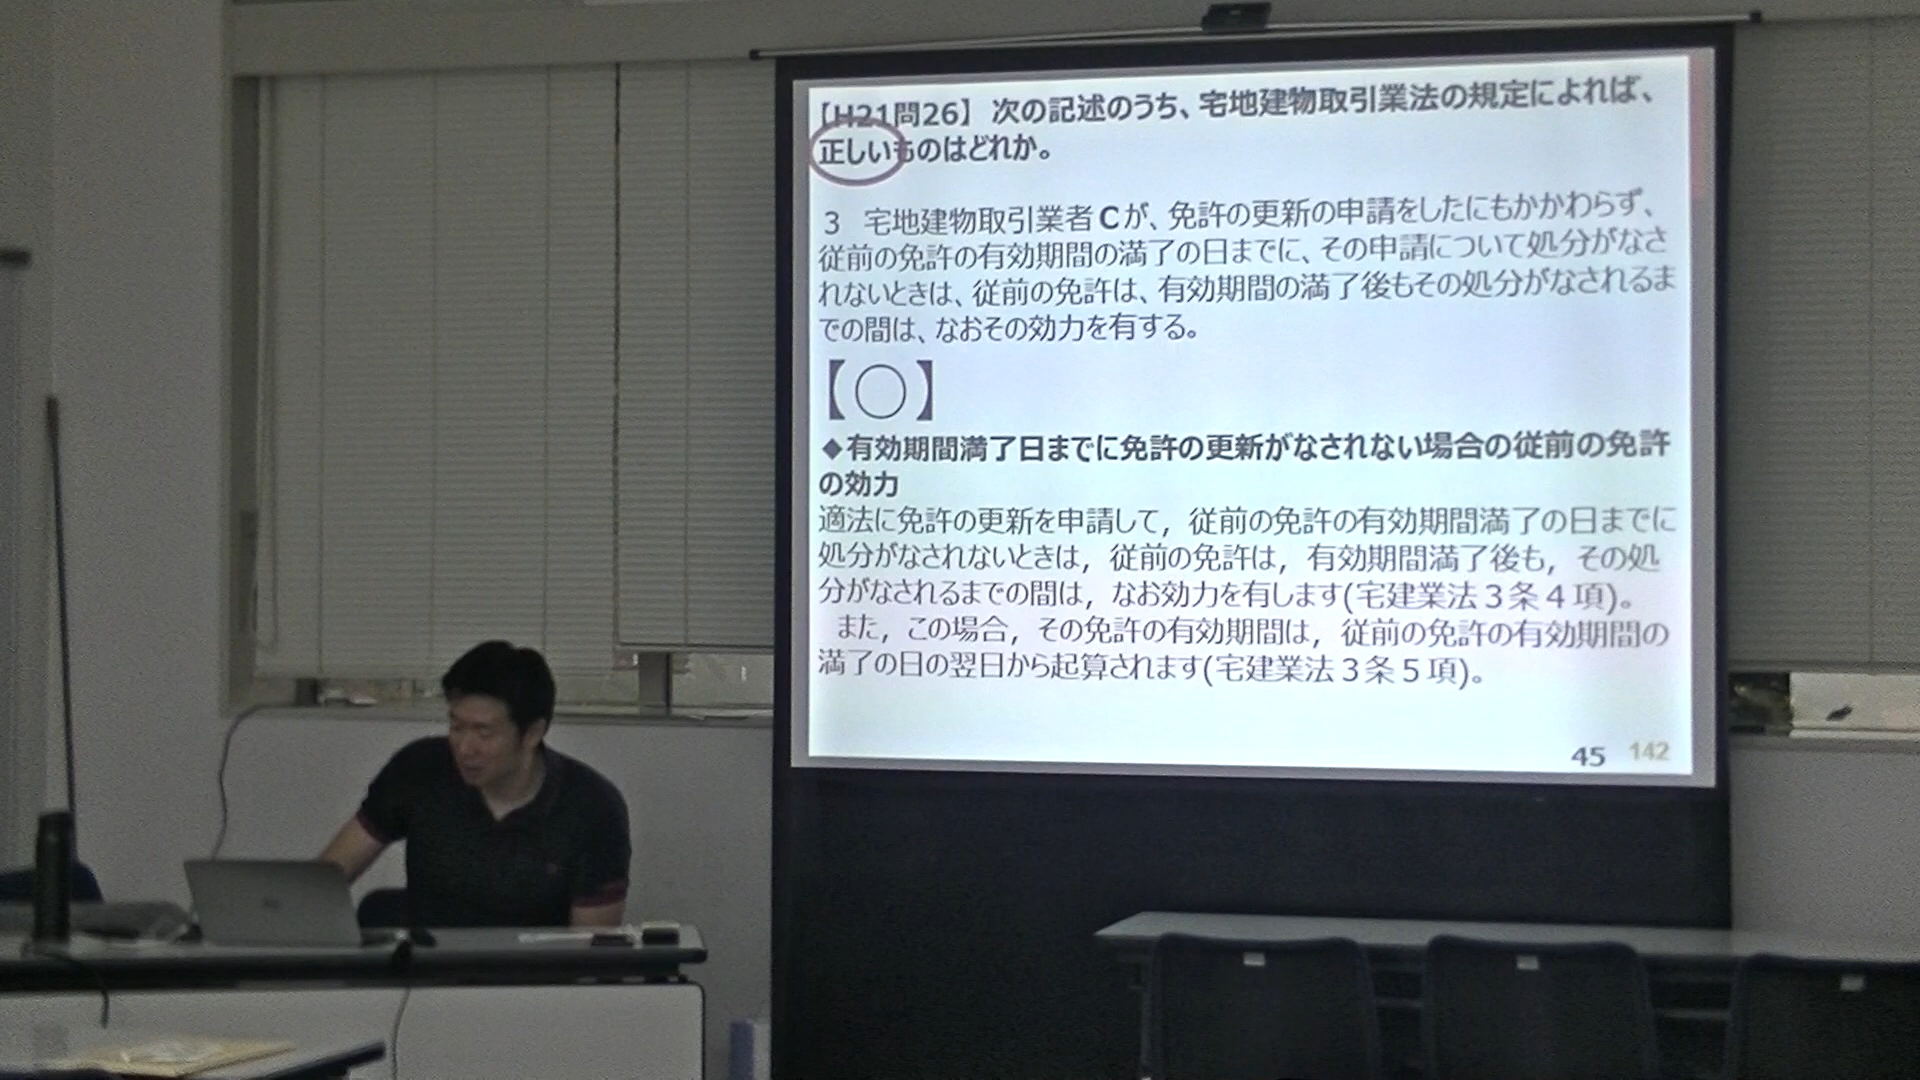 【H21問26】 次の記述のうち、宅地建物取引業法の規定によれば、
正しいものはどれか。
３ 宅地建物取引業者Cが、免許の更新の申請をしたにもかかわらず、
従前の免許の有効期間の満了の日までに、その申請について処分がなさ
れないときは、従前の免許は、有効期間の満了後もその処分がなされるま
での間は、なおその効力を有する。
【○】
◆有効期間満了日までに免許の更新がなされない場合の従前の免許
の効力
適法に免許の更新を申請して，従前の免許の有効期間満了の日までに
処分がなされないときは，従前の免許は，有効期間満了後も，その処
分がなされるまでの間は，なお効力を有します(宅建業法３条４項)。
また，この場合，その免許の有効期間は，従前の免許の有効期間の
満了の日の翌日から起算されます(宅建業法３条５項)。
45 142